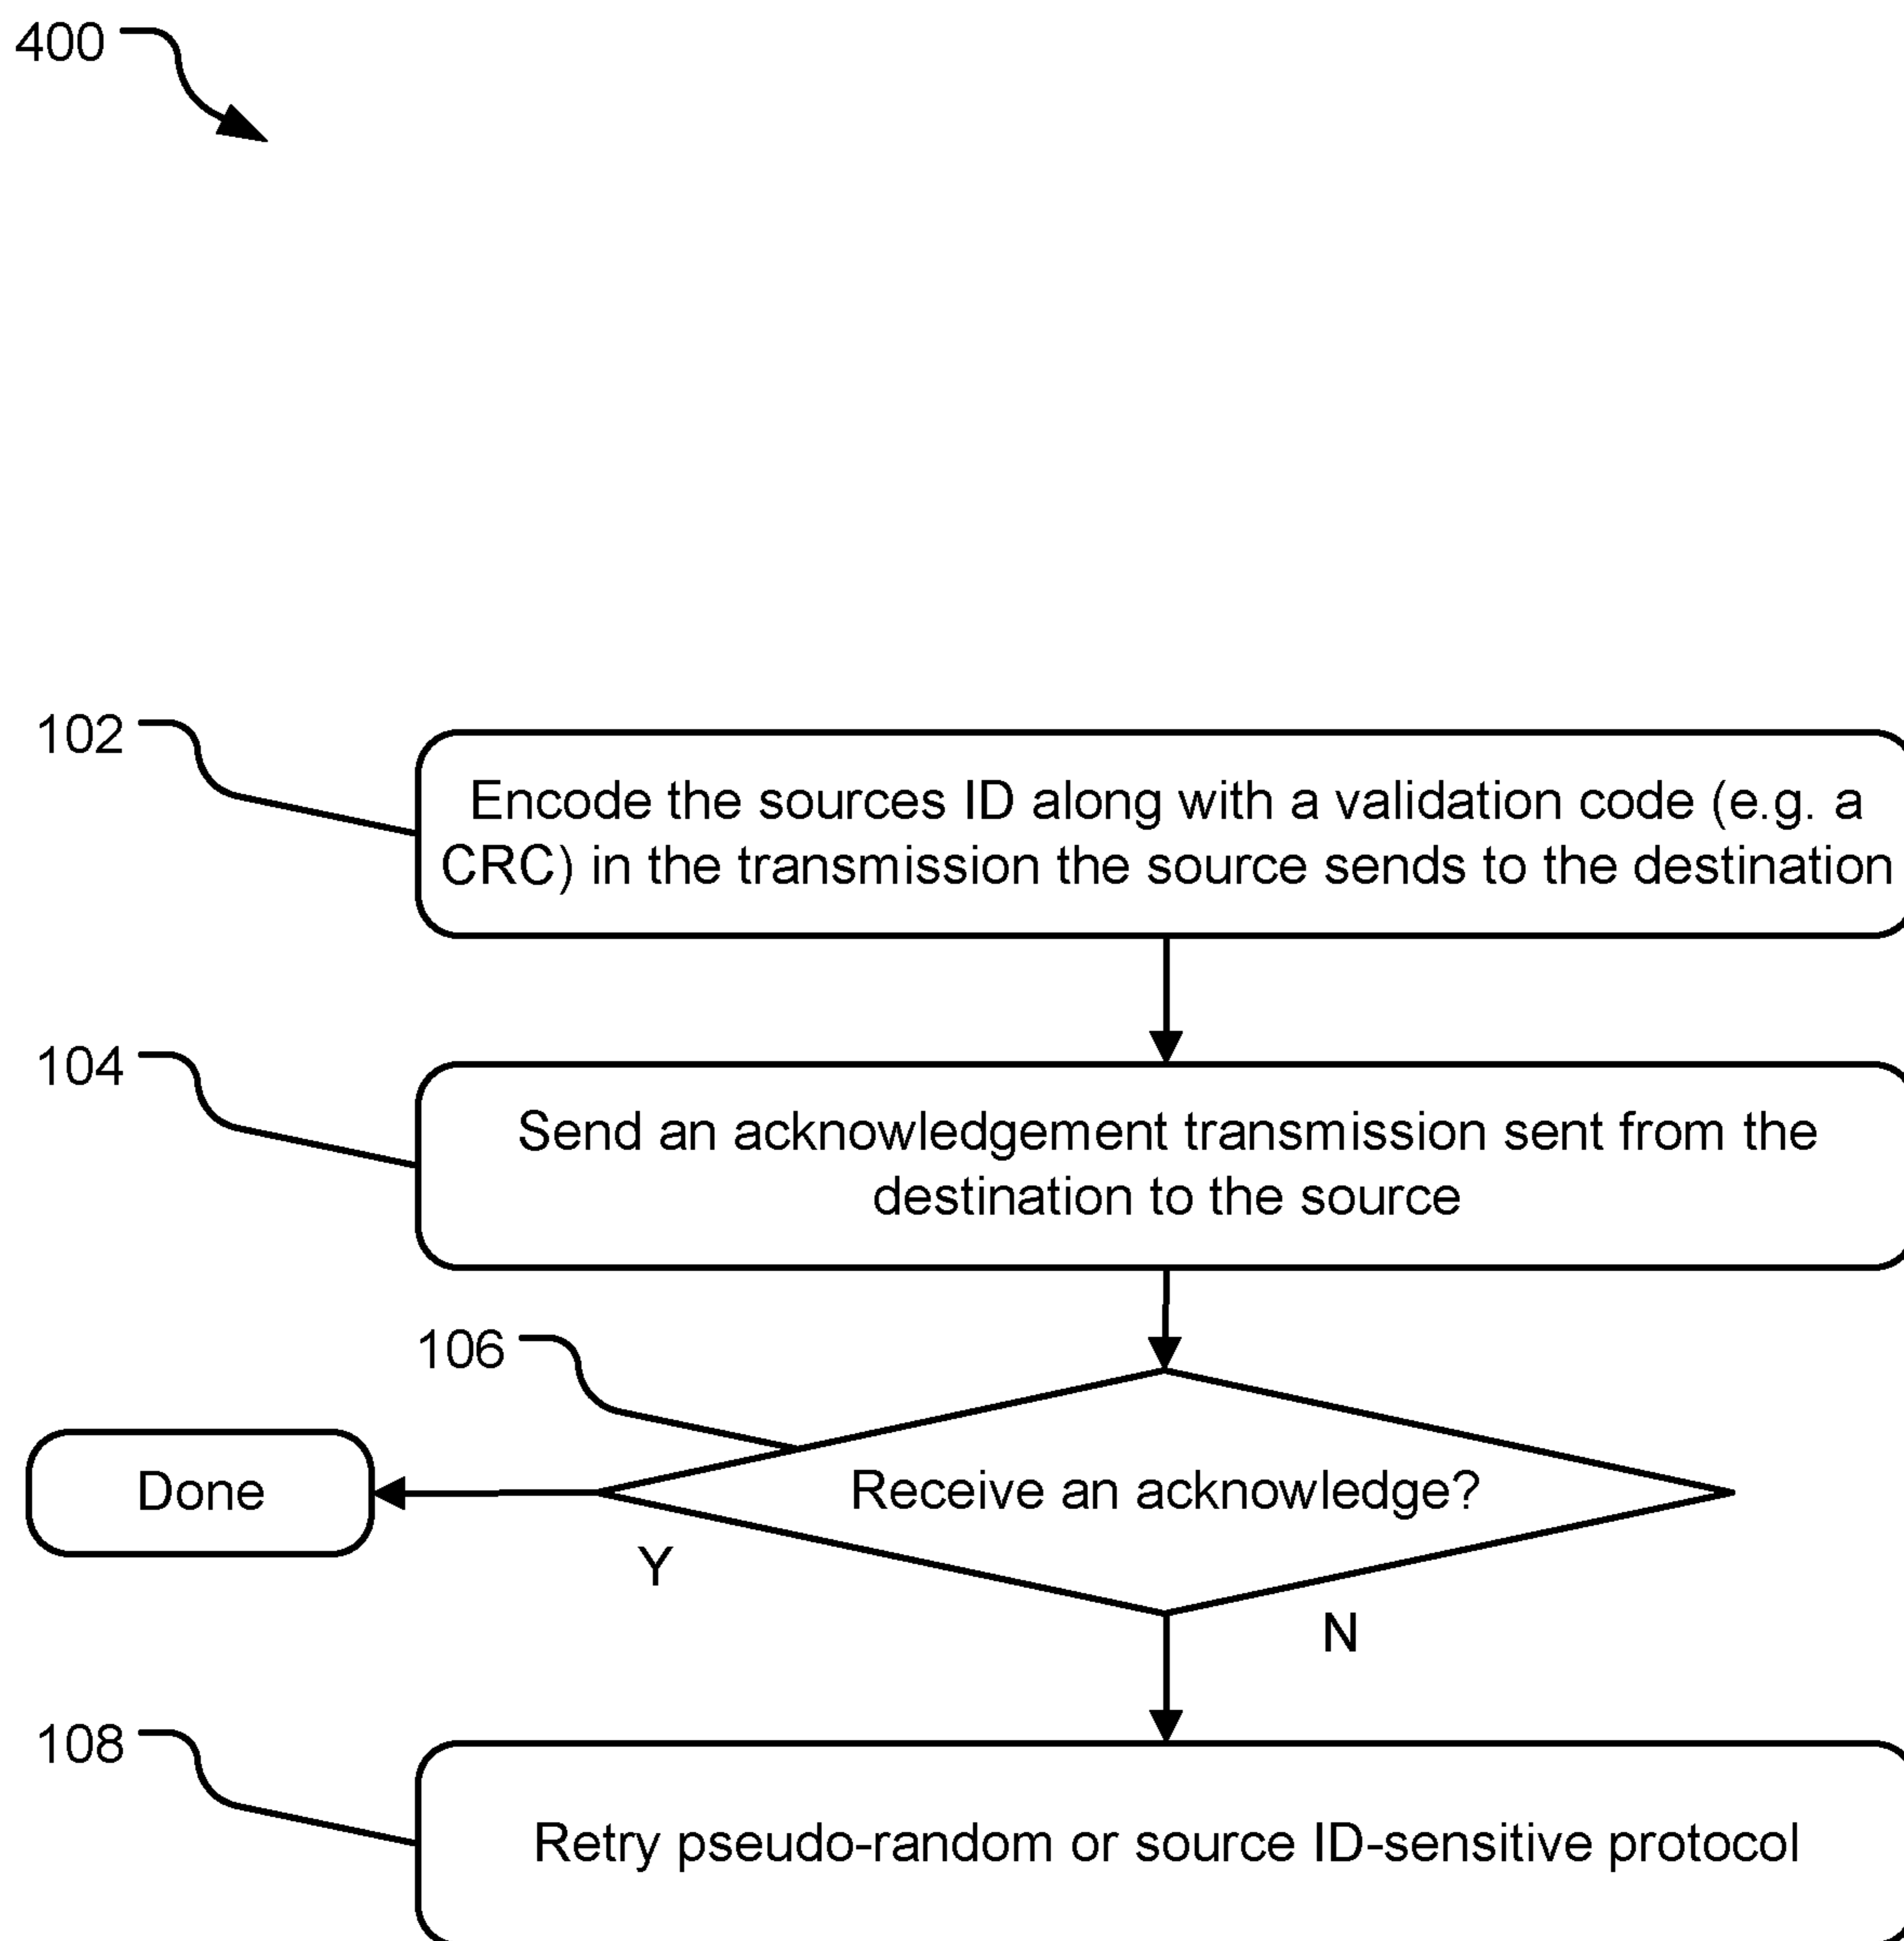 400
102
Encode the sources ID along with a validation code (e.g. a
CRC) in the transmission the source sends to the destination
104
Send an acknowledgement transmission sent from the
destination to the source
106
Receive an acknowledge?
Done
Y
N
108
Retry pseudo-random or source ID-sensitive protocol